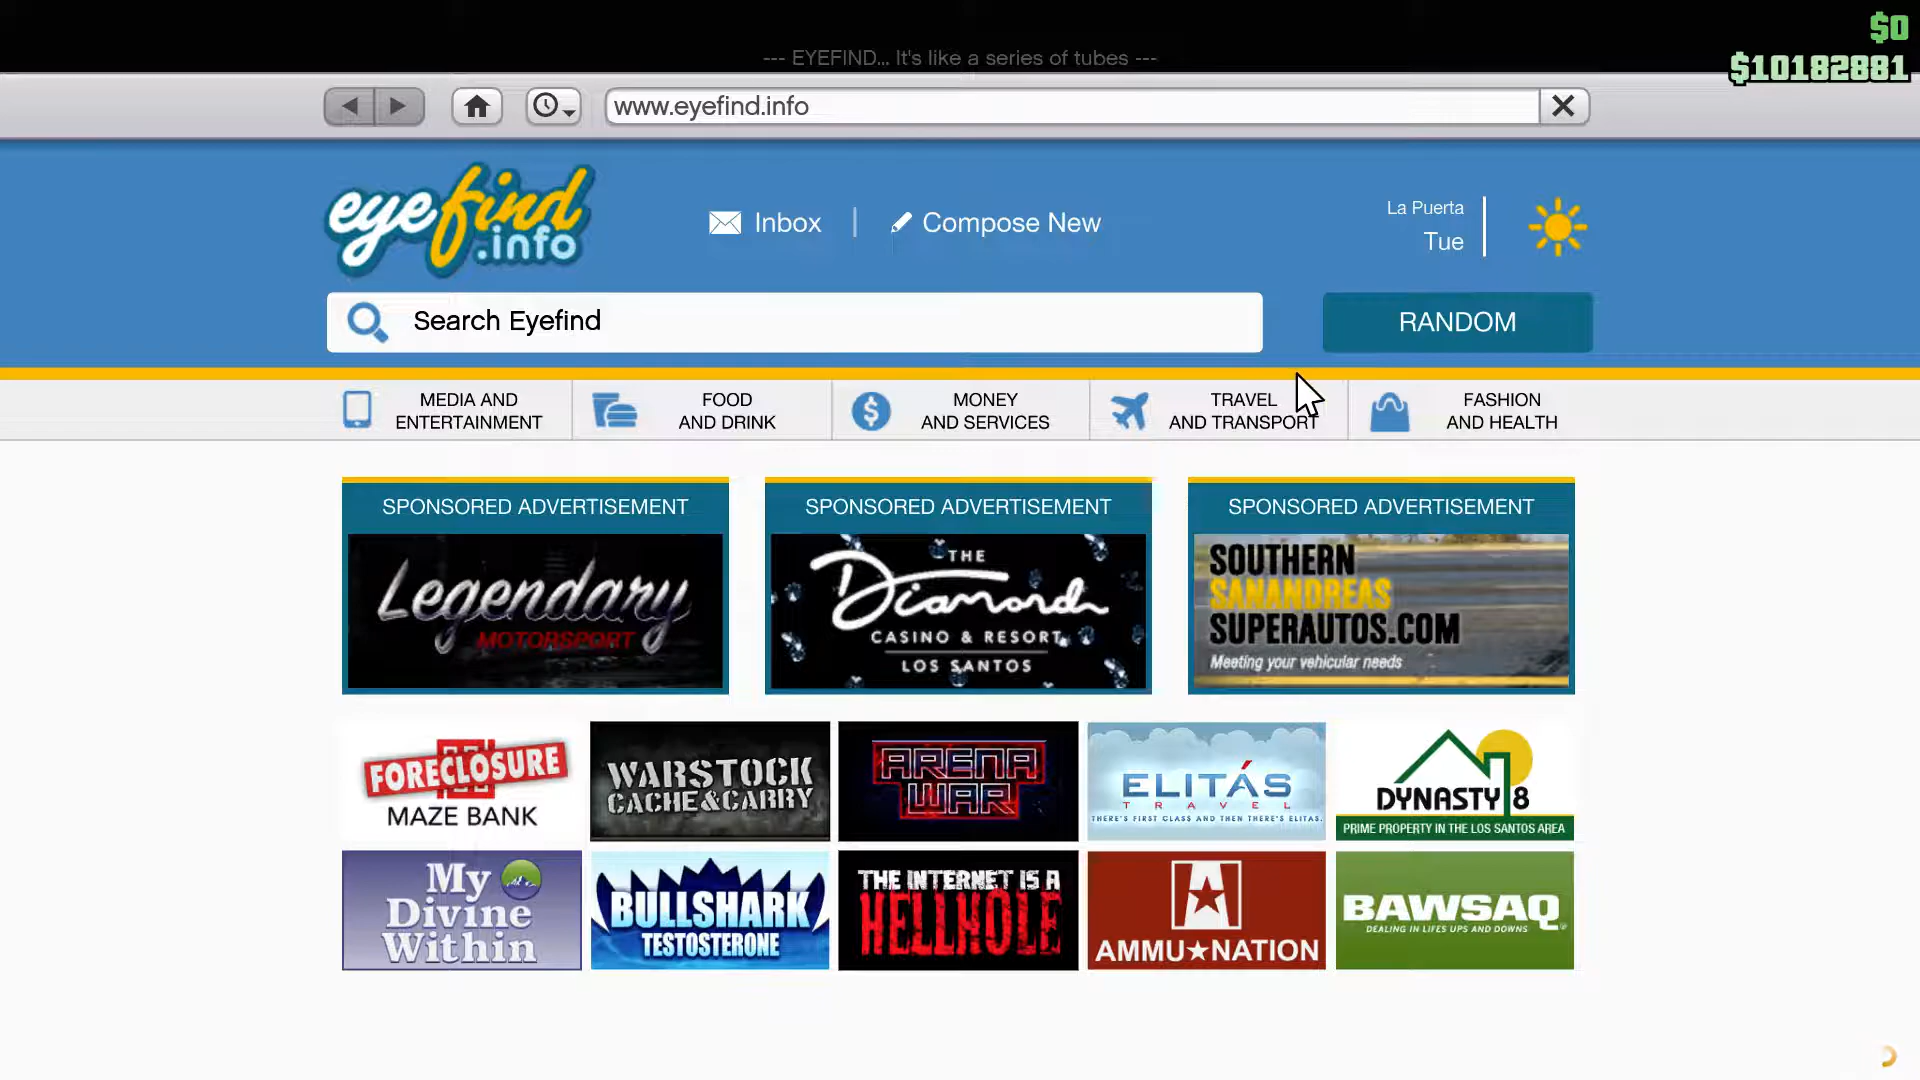 $0
--- EYEFIND... It's like a series of tubes ---
$10182881
www.eyefind.info
eyefind
.info
Inbox
Compose New
La Puerta
Tue
Search Eyefind
RANDOM
MEDIA AND
ENTERTAINMENT
FOOD
AND DRINK
MONEY
AND SERVICES
TRAVEL
AND TRANSPORT
FASHION
AND HEALTH
SPONSORED ADVERTISEMENT
Legendary
MOTORSPORT
SPONSORED ADVERTISEMENT
THE
Diamond
CASINO & RESORT
LOS SANTOS
SPONSORED ADVERTISEMENT
SOUTHERN
SANANDREAS
SUPERAUTOS.COM
Meeting your vehicular needs
FORECLOSURE
MAZE BANK
WARSTOCK
CACHE&CARRY
ARENA
WAR
ELITÁS
TRAVEL
THERE'S FIRST CLASS AND THEN THERE'S ELITAS.
DYNASTY 8
PRIME PROPERTY IN THE LOS SANTOS AREA
My
Divine
Within
BULLSHARK
TESTOSTERONE
THE INTERNET IS A
HELLHOLE
AMMU★NATION
BAWSAQ
DEALING IN LIFES UPS AND DOWNS